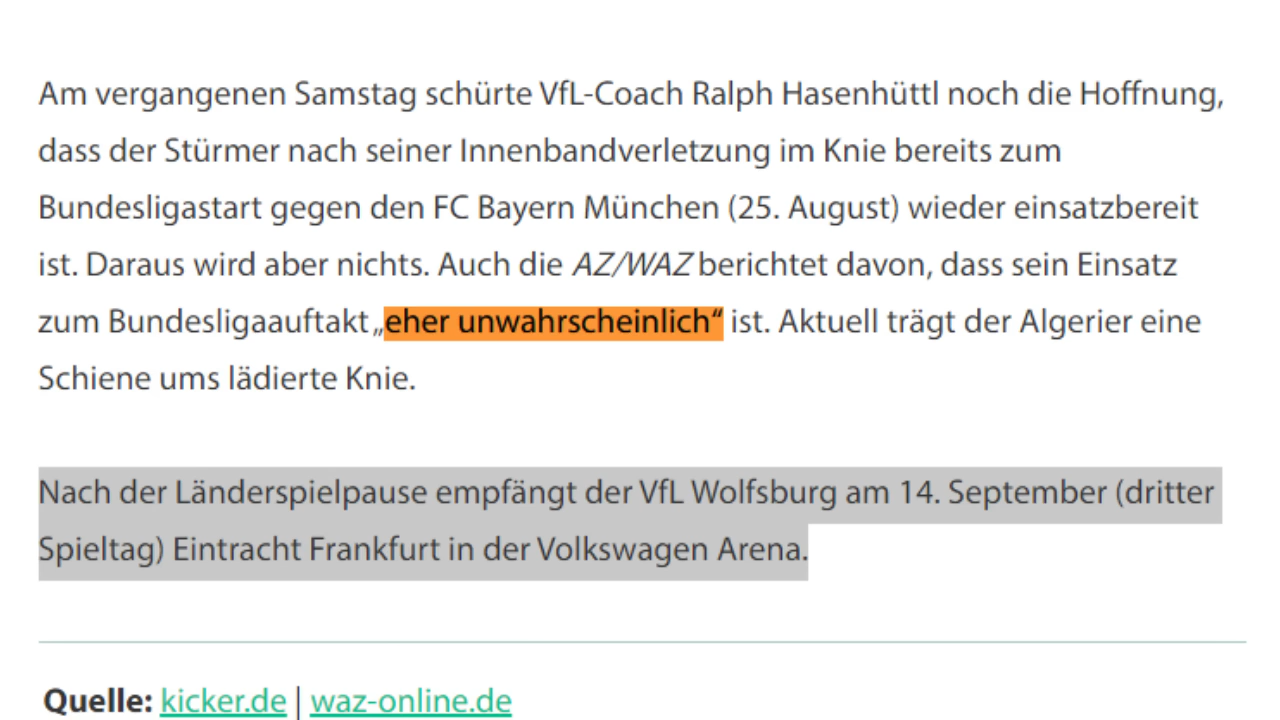 Am vergangenen Samstag schürte VfL-Coach Ralph Hasenhüttl noch die Hoffnung,
dass der Stürmer nach seiner Innenbandverletzung im Knie bereits zum
Bundesligastart gegen den FC Bayern München (25. August) wieder einsatzbereit
ist. Daraus wird aber nichts. Auch die AZ/WAZ berichtet davon, dass sein Einsatz
zum Bundesligaauftakt „eher unwahrscheinlich“ ist. Aktuell trägt der Algerier eine
Schiene ums lädierte Knie.
Nach der Länderspielpause empfängt der VfL Wolfsburg am 14. September (dritter
Spieltag) Eintracht Frankfurt in der Volkswagen Arena.
Quelle: kicker.de | waz-online.de